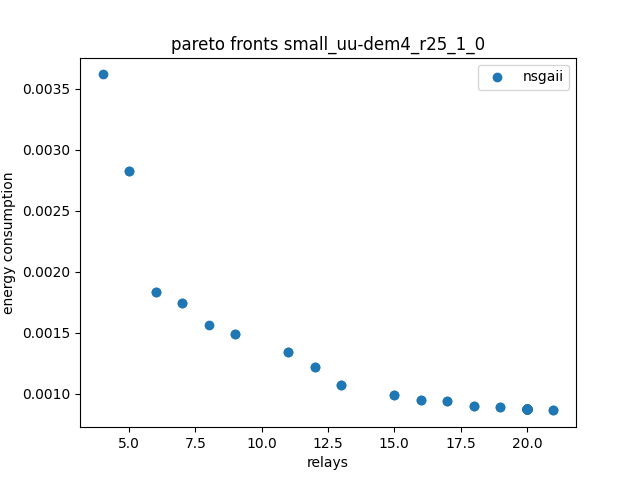 pareto fronts small_uu-dem4_r25_1_0
nsgaii
0.0035
0.0030
0.0025
0.0020
0.0015
0.0010
energy consumption
5.0 7.5 10.0 12.5 15.0 17.5 20.0
relays